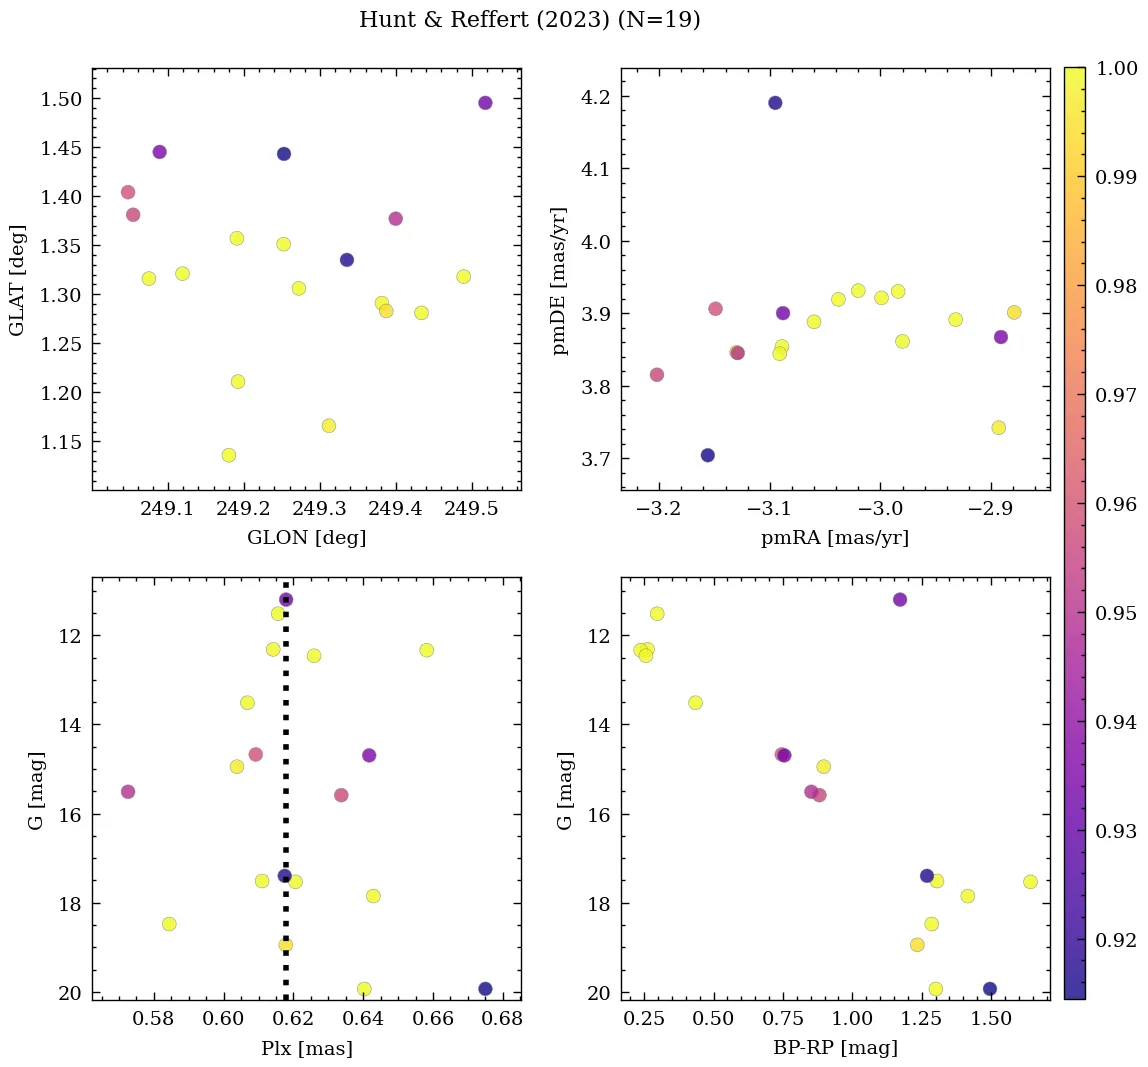 Hunt & Reffert (2023) (N=19)
1.50
1.45
1.40
1.35
1.30
1.25
1.20
1.15
GLAT [deg]
249.1 249.2 249.3 249.4 249.5
GLON [deg]
4.2
4.1
4.0
3.9
3.8
3.7
pmDE [mas/yr]
−3.2 −3.1 −3.0 −2.9
pmRA [mas/yr]
1.00
0.99
0.98
0.97
0.96
0.95
0.94
0.93
0.92
12
14
16
18
20
G [mag]
0.58 0.60 0.62 0.64 0.66 0.68
Plx [mas]
12
14
16
18
20
G [mag]
0.25 0.50 0.75 1.00 1.25 1.50
BP-RP [mag]